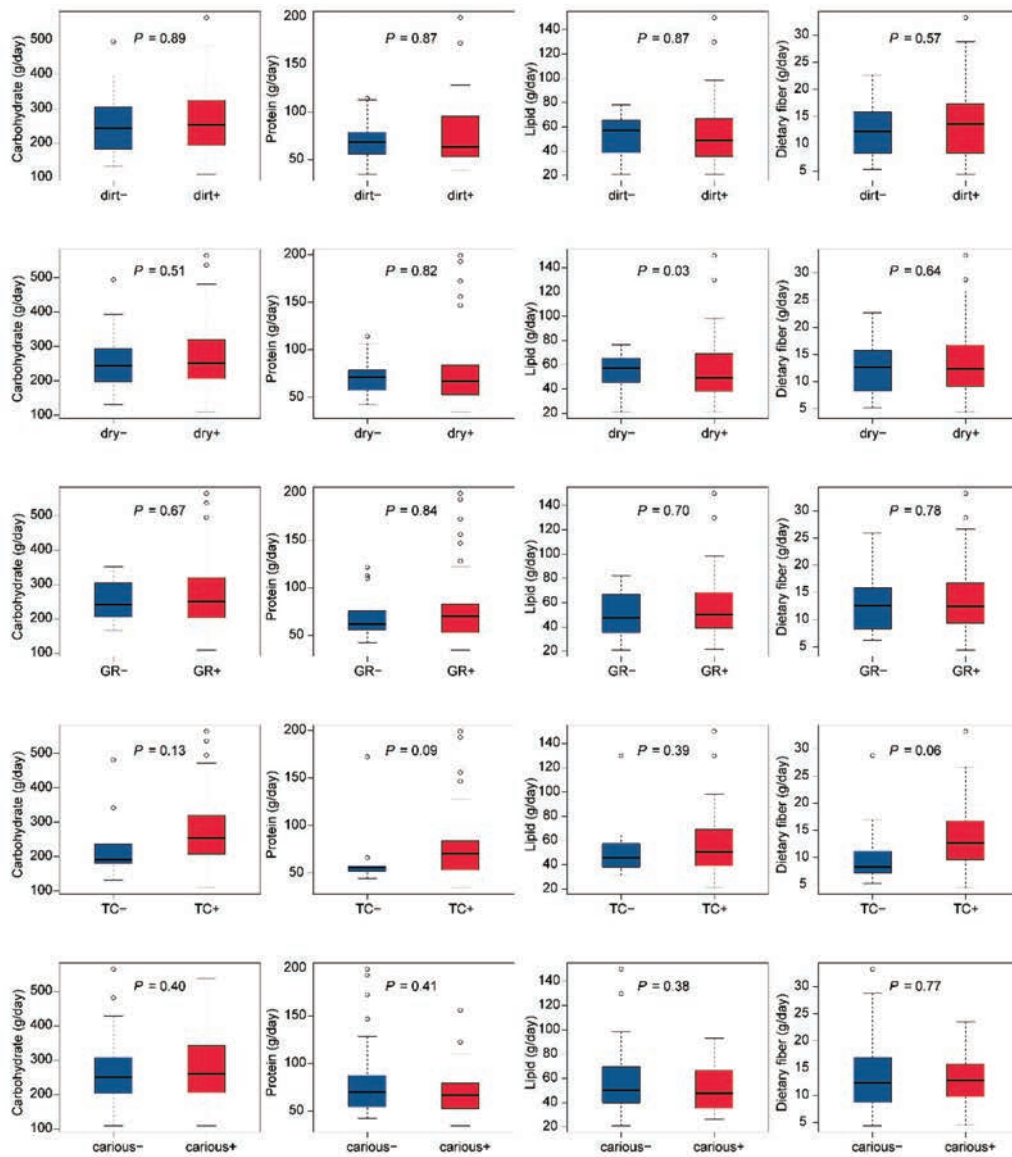 Carbohydrate (g/day) 500 400 300 200 100 P = 0.89 dirt− dirt+
Protein (g/day) 200 150 100 50 P = 0.87 dirt− dirt+
Lipid (g/day) 140 120 100 80 60 40 20 P = 0.87 dirt− dirt+
Dietary fiber (g/day) 30 25 20 15 10 5 P = 0.57 dirt− dirt+
Carbohydrate (g/day) 500 400 300 200 100 P = 0.51 dry− dry+
Protein (g/day) 200 150 100 50 P = 0.82 dry− dry+
Lipid (g/day) 140 120 100 80 60 40 20 P = 0.03 dry− dry+
Dietary fiber (g/day) 30 25 20 15 10 5 P = 0.64 dry− dry+
Carbohydrate (g/day) 500 400 300 200 100 P = 0.67 GR− GR+
Protein (g/day) 200 150 100 50 P = 0.84 GR− GR+
Lipid (g/day) 140 120 100 80 60 40 20 P = 0.70 GR− GR+
Dietary fiber (g/day) 30 25 20 15 10 5 P = 0.78 GR− GR+
Carbohydrate (g/day) 500 400 300 200 100 P = 0.13 TC− TC+
Protein (g/day) 200 150 100 50 P = 0.09 TC− TC+
Lipid (g/day) 140 120 100 80 60 40 20 P = 0.39 TC− TC+
Dietary fiber (g/day) 30 25 20 15 10 5 P = 0.06 TC− TC+
Carbohydrate (g/day) 500 400 300 200 100 P = 0.40 carious− carious+
Protein (g/day) 200 150 100 50 P = 0.41 carious− carious+
Lipid (g/day) 140 120 100 80 60 40 20 P = 0.38 carious− carious+
Dietary fiber (g/day) 30 25 20 15 10 5 P = 0.77 carious− carious+